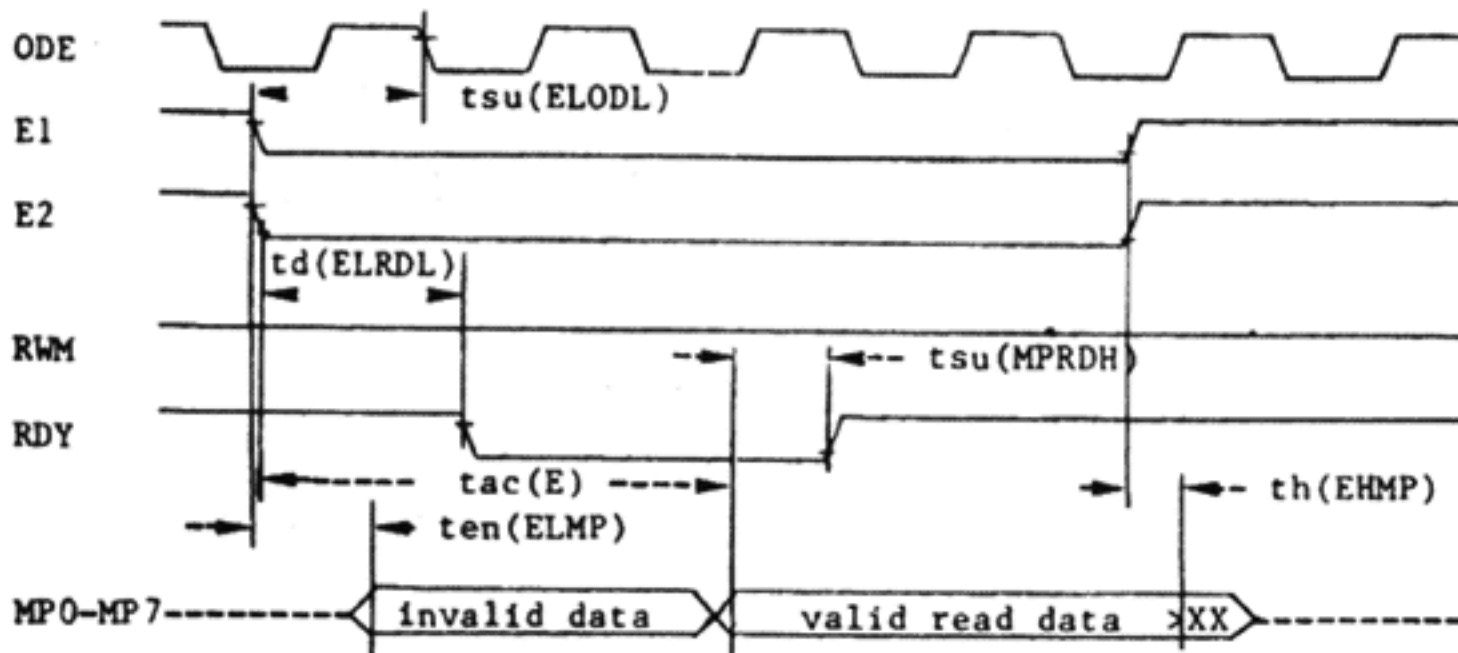 ODE
tsu(ELODL)
E1
E2
td(ELRDL)
RWM
tsu(MPRDH)
RDY
tac(E)
th(EHMP)
ten(ELMP)
MP0-MP7 invalid data valid read data XX